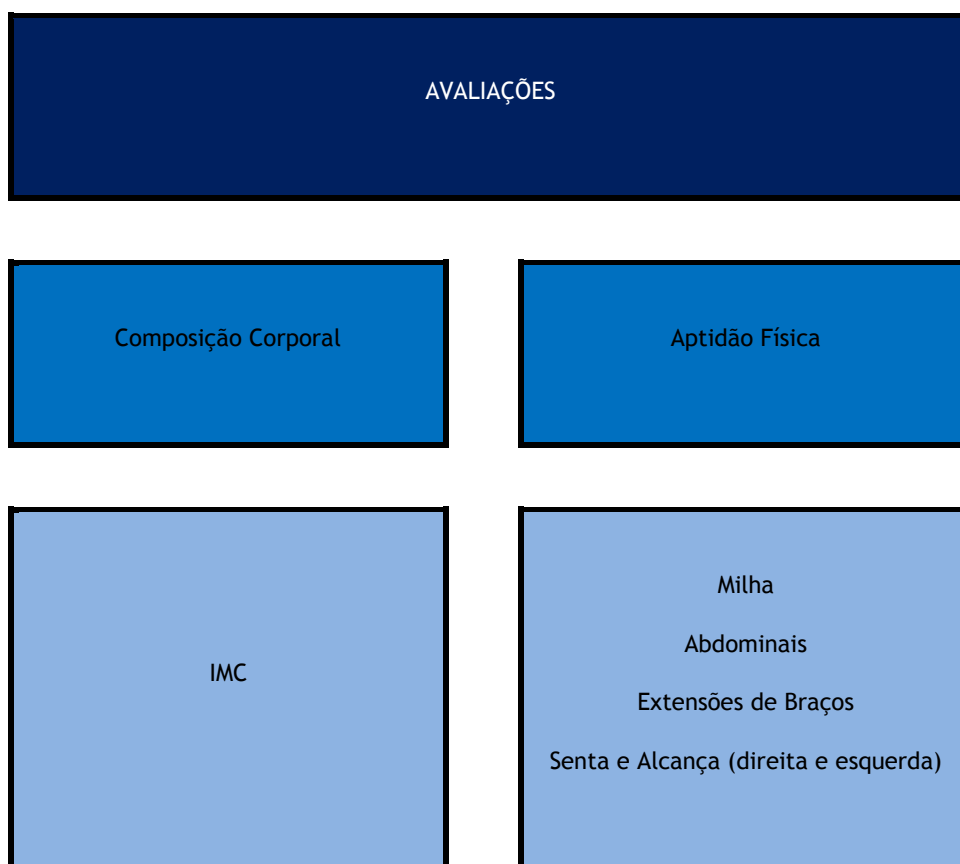 AVALIAÇÕES
Composição Corporal
Aptidão Física
IMC
Milha
Abdominais
Extensões de Braços
Senta e Alcança (direita e esquerda)